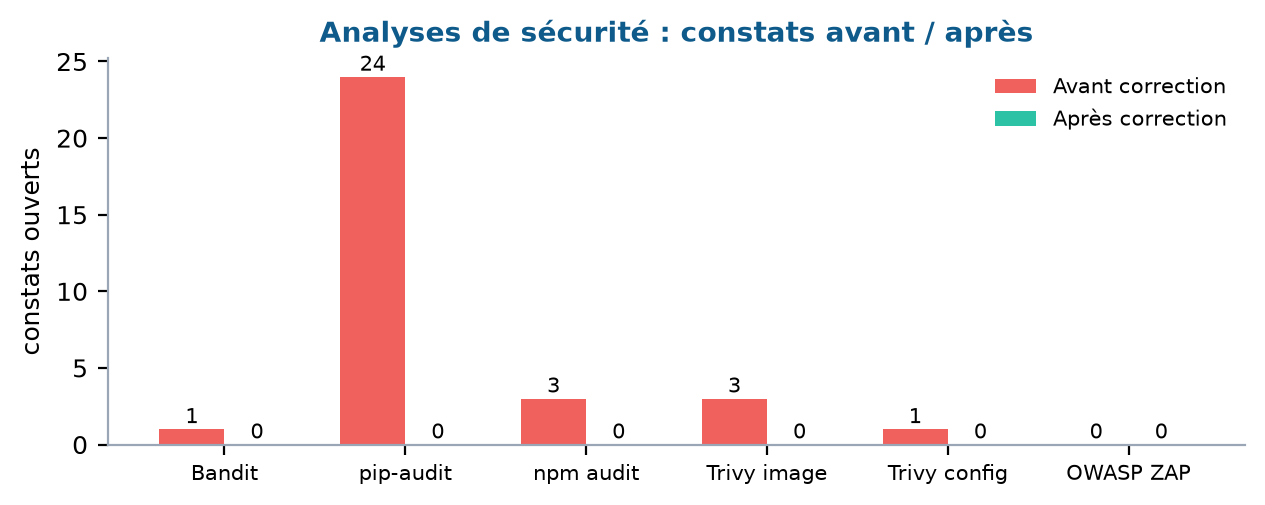 Analyses de sécurité : constats avant / après
constats ouverts
25
20
15
10
5
0
Avant correction
Après correction
1 0
24 0
3 0
3 0
1 0
0 0
Bandit pip-audit npm audit Trivy image Trivy config OWASP ZAP